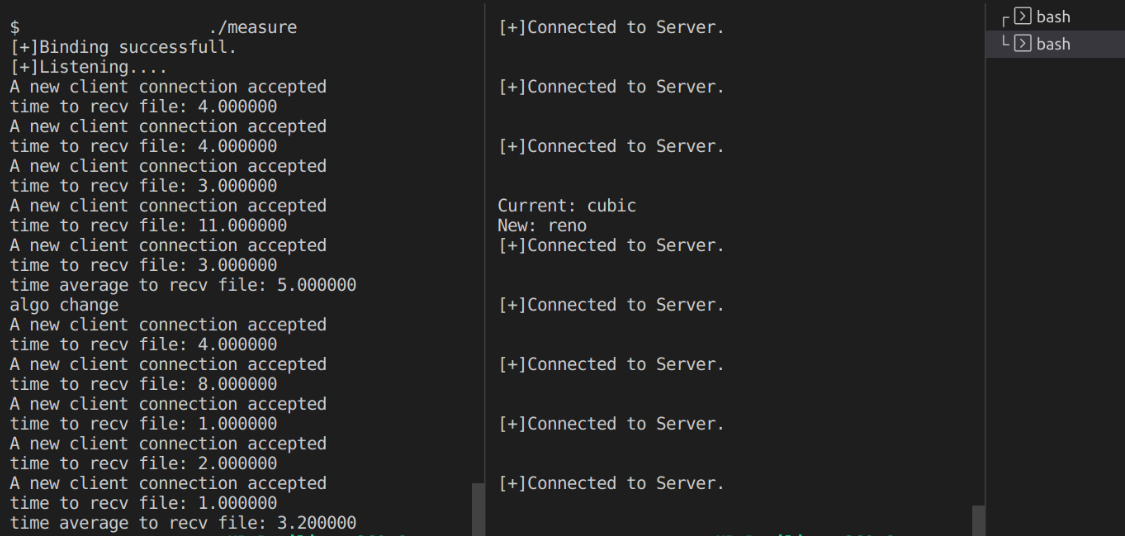 $ ./measure
[+]Binding successfull.
[+]Listening....
A new client connection accepted
time to recv file: 4.000000
A new client connection accepted
time to recv file: 4.000000
A new client connection accepted
time to recv file: 3.000000
A new client connection accepted
time to recv file: 11.000000
A new client connection accepted
time to recv file: 3.000000
time average to recv file: 5.000000
algo change
A new client connection accepted
time to recv file: 4.000000
A new client connection accepted
time to recv file: 8.000000
A new client connection accepted
time to recv file: 1.000000
A new client connection accepted
time to recv file: 2.000000
A new client connection accepted
time to recv file: 1.000000
time average to recv file: 3.200000
[+]Connected to Server.
[+]Connected to Server.
[+]Connected to Server.
Current: cubic
New: reno
[+]Connected to Server.
[+]Connected to Server.
[+]Connected to Server.
[+]Connected to Server.
[+]Connected to Server.
bash
bash